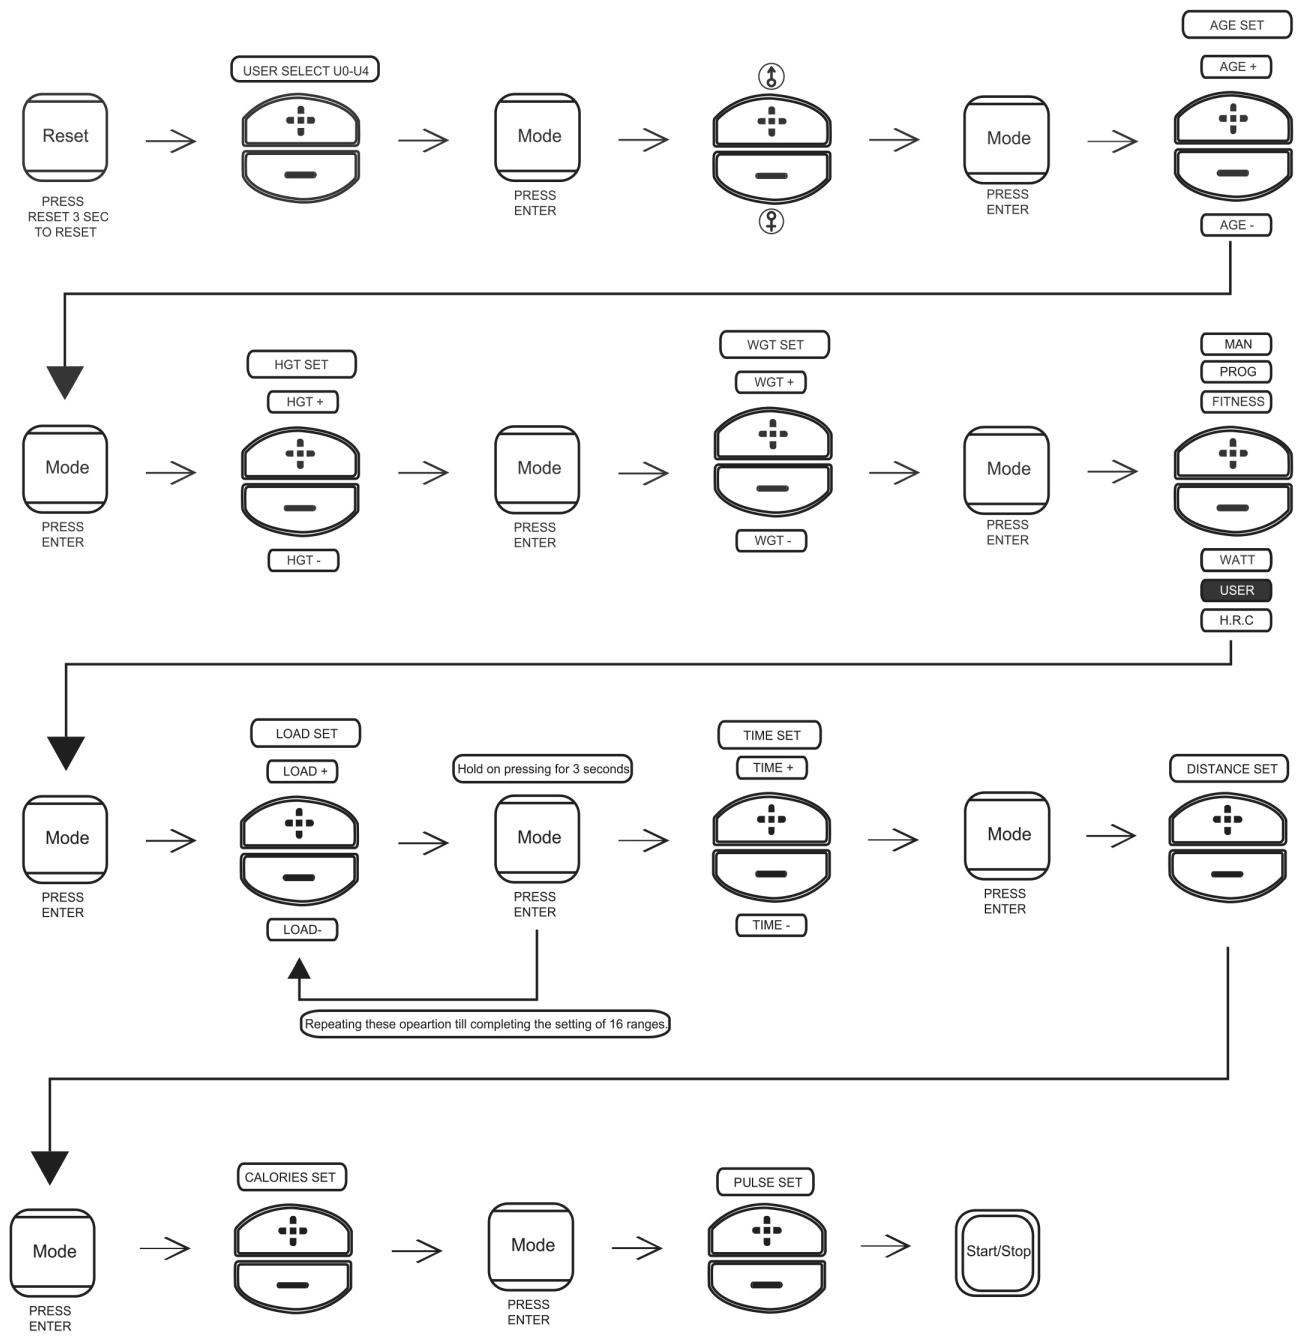 AGE SET
USER SELECT U0-U4
AGE +
Reset
Mode
Mode
PRESS
RESET 3 SEC
TO RESET
PRESS
ENTER
PRESS
ENTER
AGE -
HGT SET
HGT +
WGT SET
WGT +
MAN
PROG
FITNESS
Mode
Mode
Mode
PRESS
ENTER
HGT -
PRESS
ENTER
WGT -
PRESS
ENTER
WATT
USER
H.R.C
LOAD SET
LOAD +
Hold on pressing for 3 seconds
TIME SET
TIME +
DISTANCE SET
Mode
Mode
Mode
PRESS
ENTER
LOAD-
PRESS
ENTER
TIME -
PRESS
ENTER
Repeating these opeartion till completing the setting of 16 ranges.
CALORIES SET
PULSE SET
Mode
Mode
Start/Stop
PRESS
ENTER
PRESS
ENTER